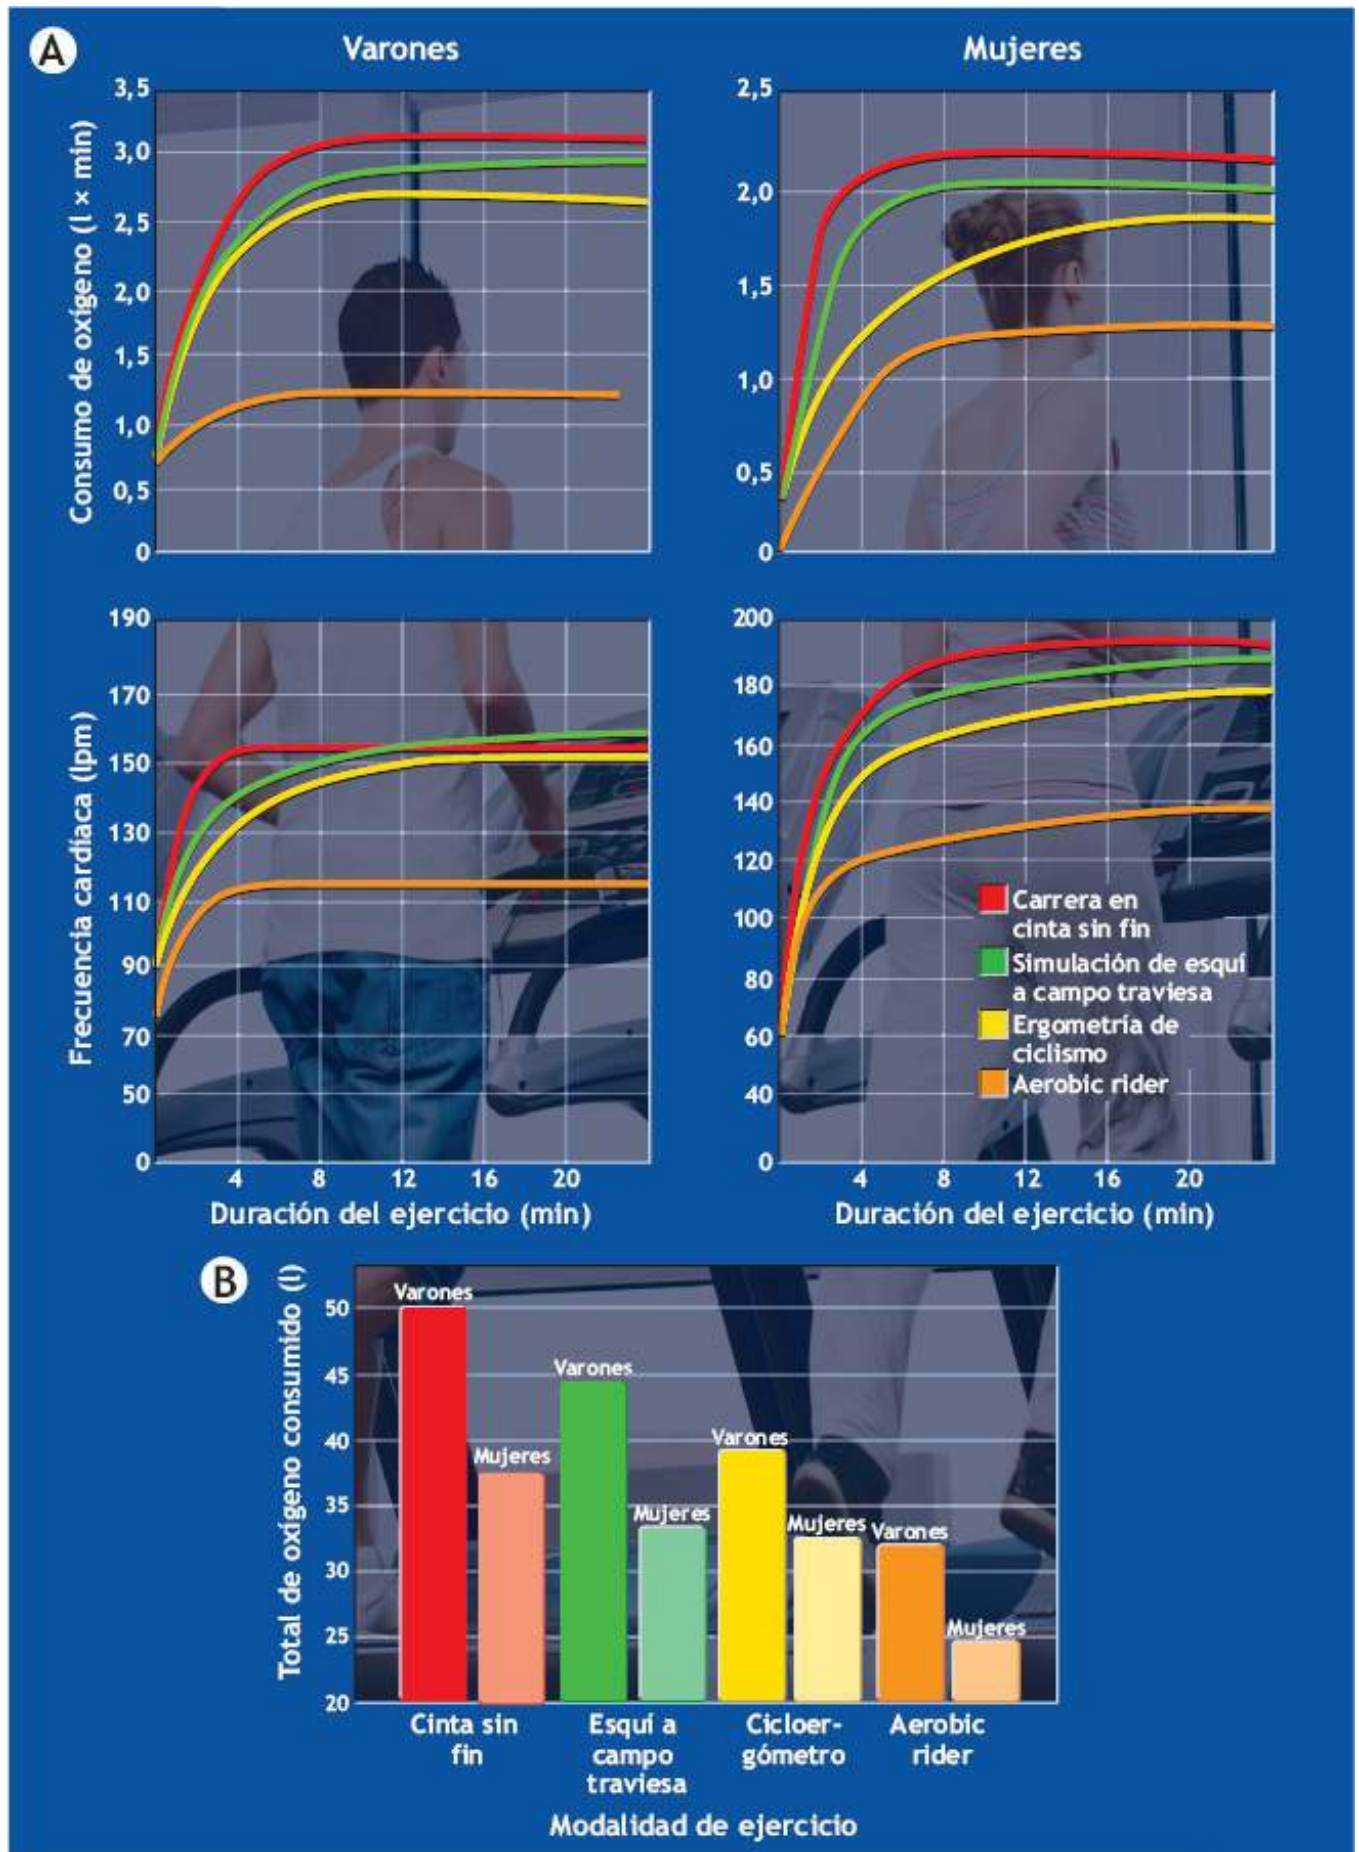 A
Varones
Mujeres
Consumo de oxígeno (l × min)
3,5
3,0
2,5
2,0
1,5
1,0
0,5
0
2,5
2,0
1,5
1,0
0,5
0
Frecuencia cardíaca (lpm)
190
170
150
130
110
90
70
50
0
4 8 12 16 20
Duración del ejercicio (min)
200
180
160
140
120
100
80
60
40
0
Carrera en
cinta sin fin
Simulación de esquí
a campo traviesa
Ergometría de
ciclismo
Aerobic rider
4 8 12 16 20
Duración del ejercicio (min)
B
Total de oxígeno consumido (l)
50
45
40
35
30
25
20
Varones
Mujeres
Varones
Mujeres
Varones
Mujeres
Varones
Mujeres
Cinta sin
fin
Esquí a
campo
traviesa
Cicloer-
gómetro
Aerobic
rider
Modalidad de ejercicio